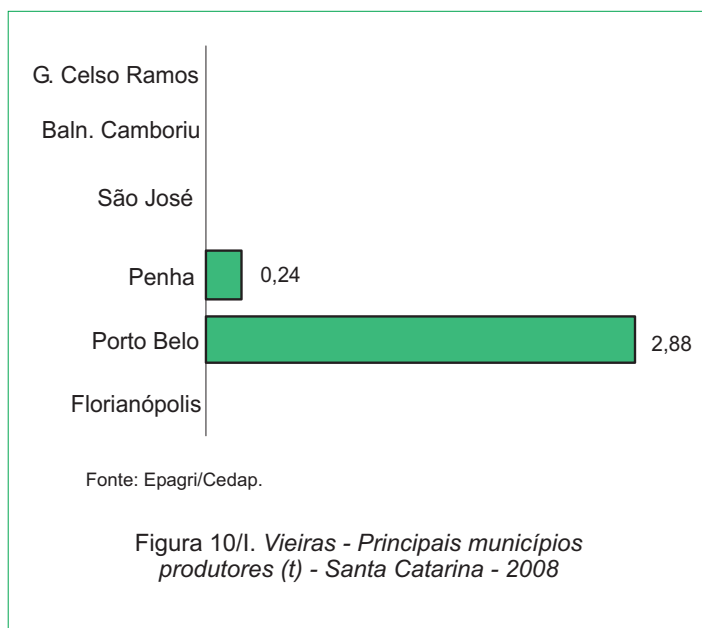 G. Celso Ramos
Baln. Camboriu
São José
Penha
0,24
Porto Belo
2,88
Florianópolis
Fonte: Epagri/Cedap.
Figura 10/I. Vieiras - Principais municípios
produtores (t) - Santa Catarina - 2008